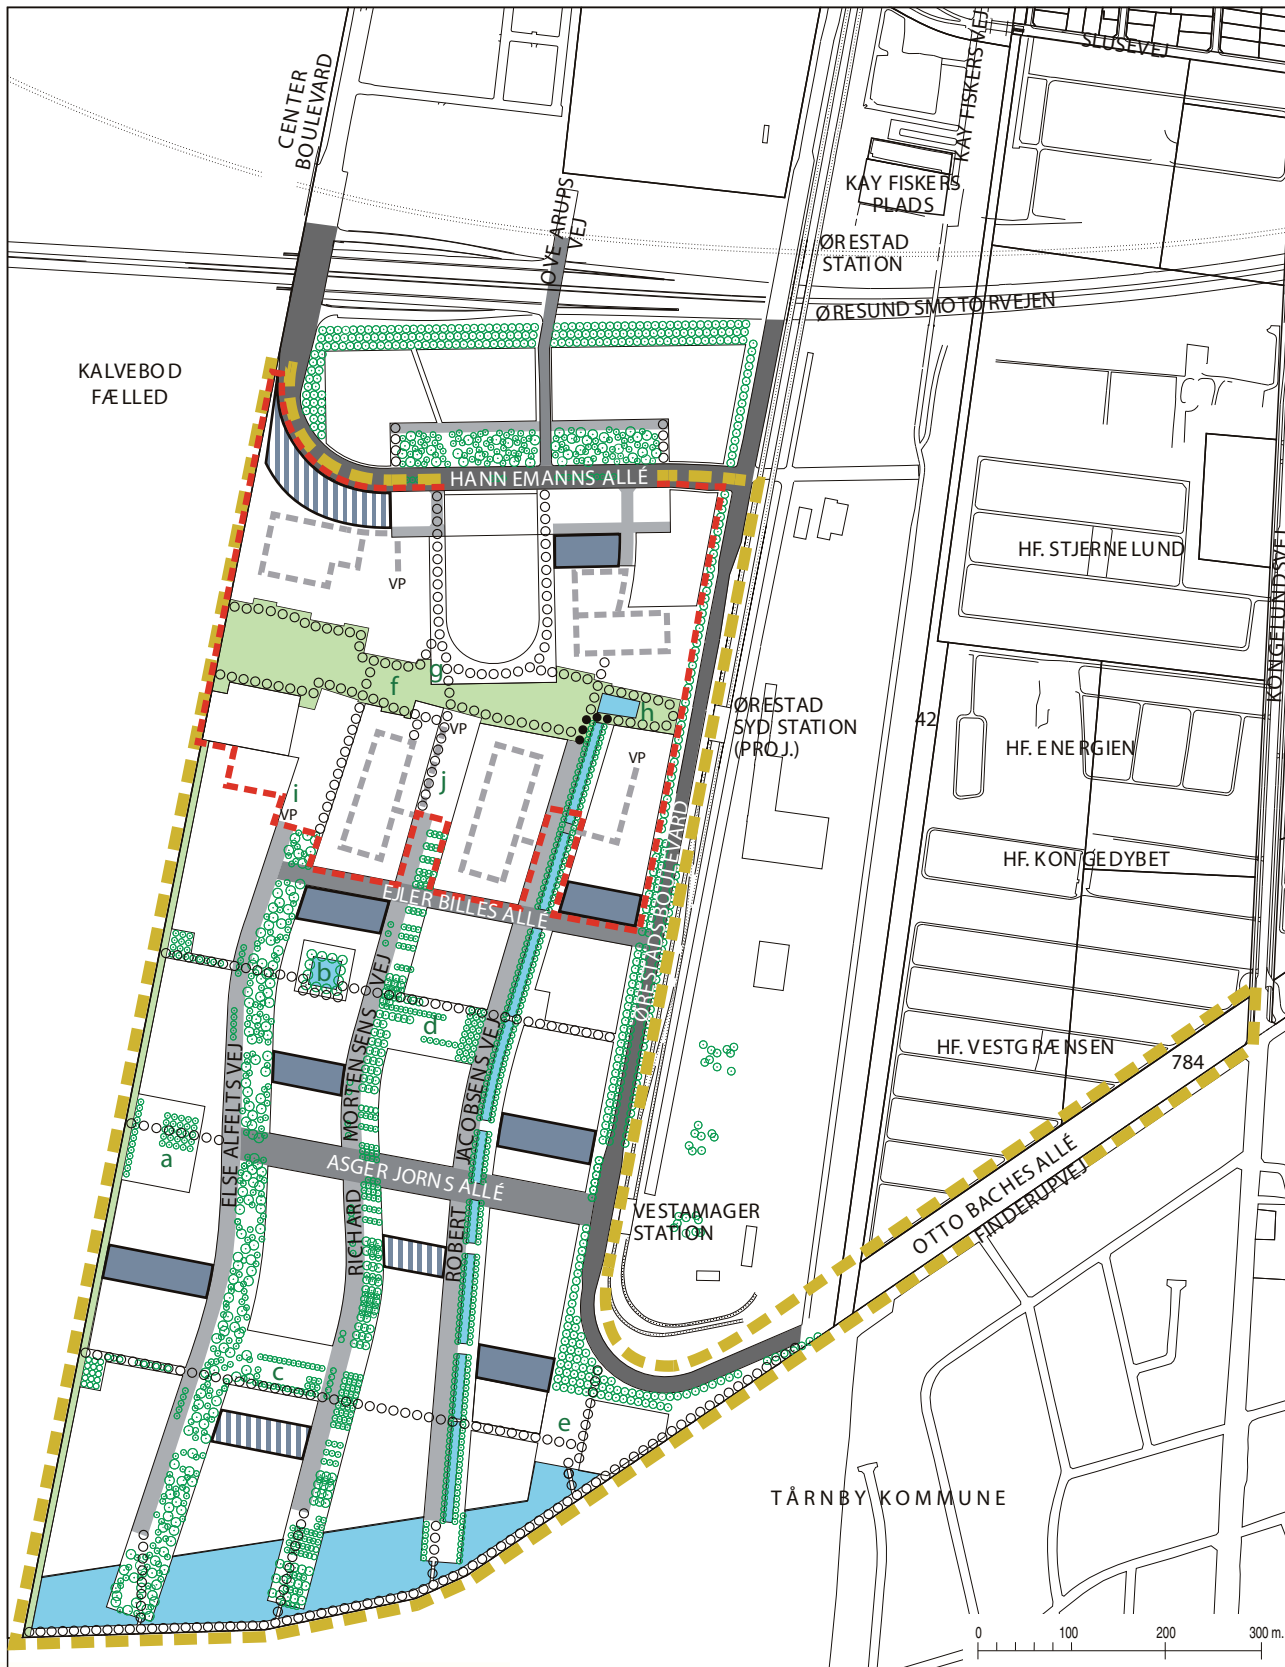 SLUSEVEJ
CENTER
BOULEVARD
KAY FISKERS VEJ
KAY FISKERS
PLADS
OVE ARUPS
VEJ
ØRESTAD
STATION
ØRESUNDSMOTORVEJEN
KALVEBOD
FÆLLED
HANNEMANNS ALLÉ
HF. STJERNELUND
KONGELUNDSVEJ
VP
g
f
h
ØRESTAD
SYD STATION
(PROJ.)
42
HF. ENERGIEN
VP
VP
j
i
VP
HF. KONGEDYBET
EJLER BILLES ALLÉ
ØRESTADS BOULEVARD
b
d
HF. VESTGRÆNSEN
784
ELSE ALFELTS VEJ
RICHARD MORTENSENS VEJ
ROBERT JACOBSENS VEJ
a
ASGER JORNS ALLÉ
OTTO BACHES ALLÉ
FINDERUPVEJ
VESTAMAGER
STATION
c
e
TÅRNBY KOMMUNE
0 100 200 300 m.